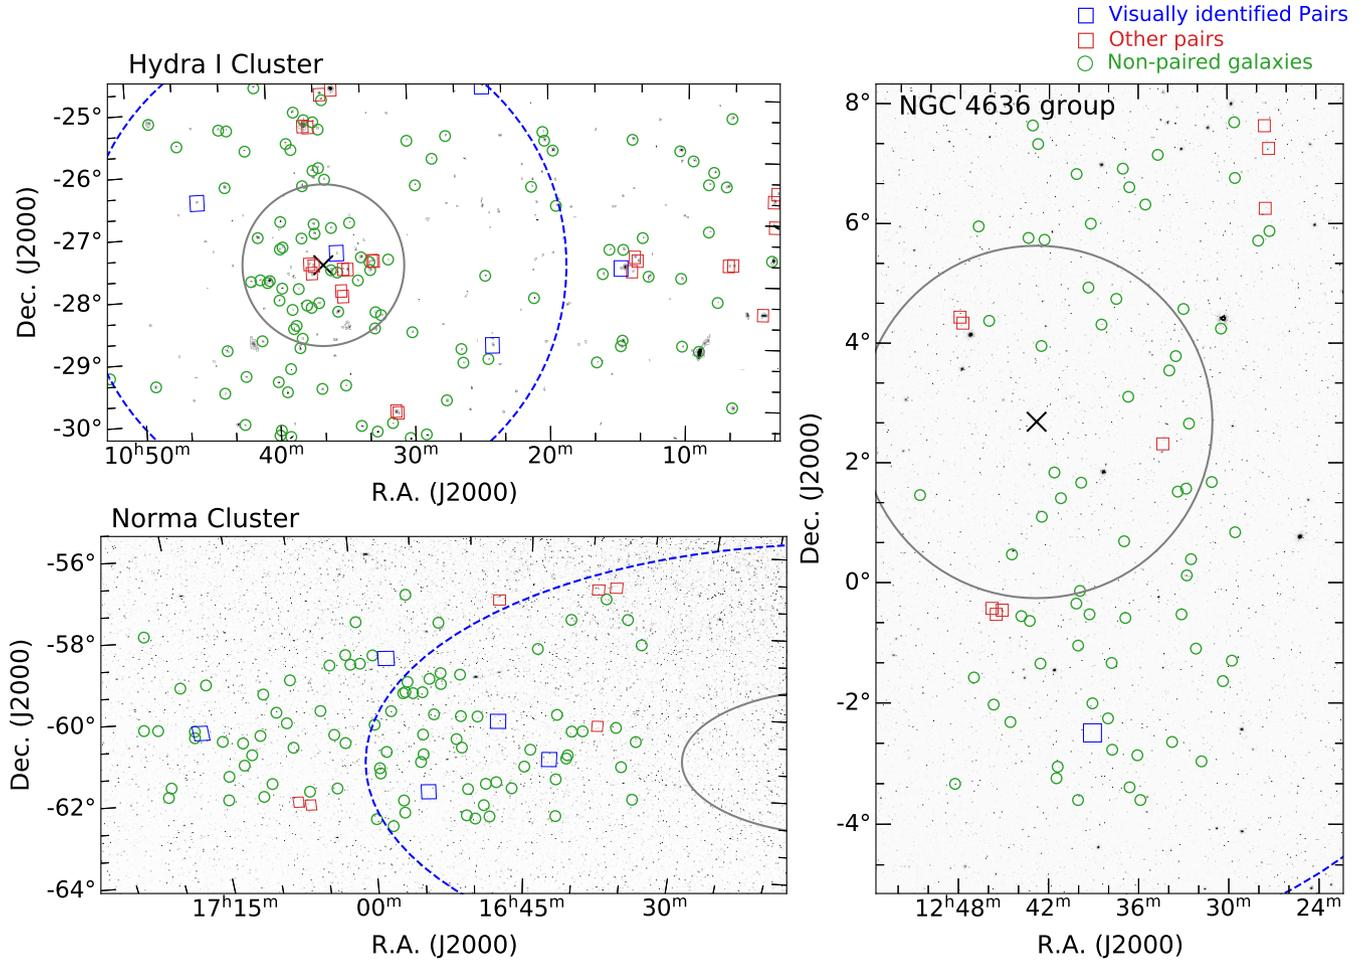 Visually identified Pairs
Other pairs
Non-paired galaxies
Hydra I Cluster
-25°
-26°
-27°
-28°
-29°
-30°
Dec. (J2000)
10ʰ50ᵐ 40ᵐ 30ᵐ 20ᵐ 10ᵐ
R.A. (J2000)
Norma Cluster
-56°
-58°
-60°
-62°
-64°
Dec. (J2000)
17ʰ15ᵐ 00ᵐ 16ʰ45ᵐ 30ᵐ
R.A. (J2000)
NGC 4636 group
8°
6°
4°
2°
0°
-2°
-4°
Dec. (J2000)
12ʰ48ᵐ 42ᵐ 36ᵐ 30ᵐ 24ᵐ
R.A. (J2000)